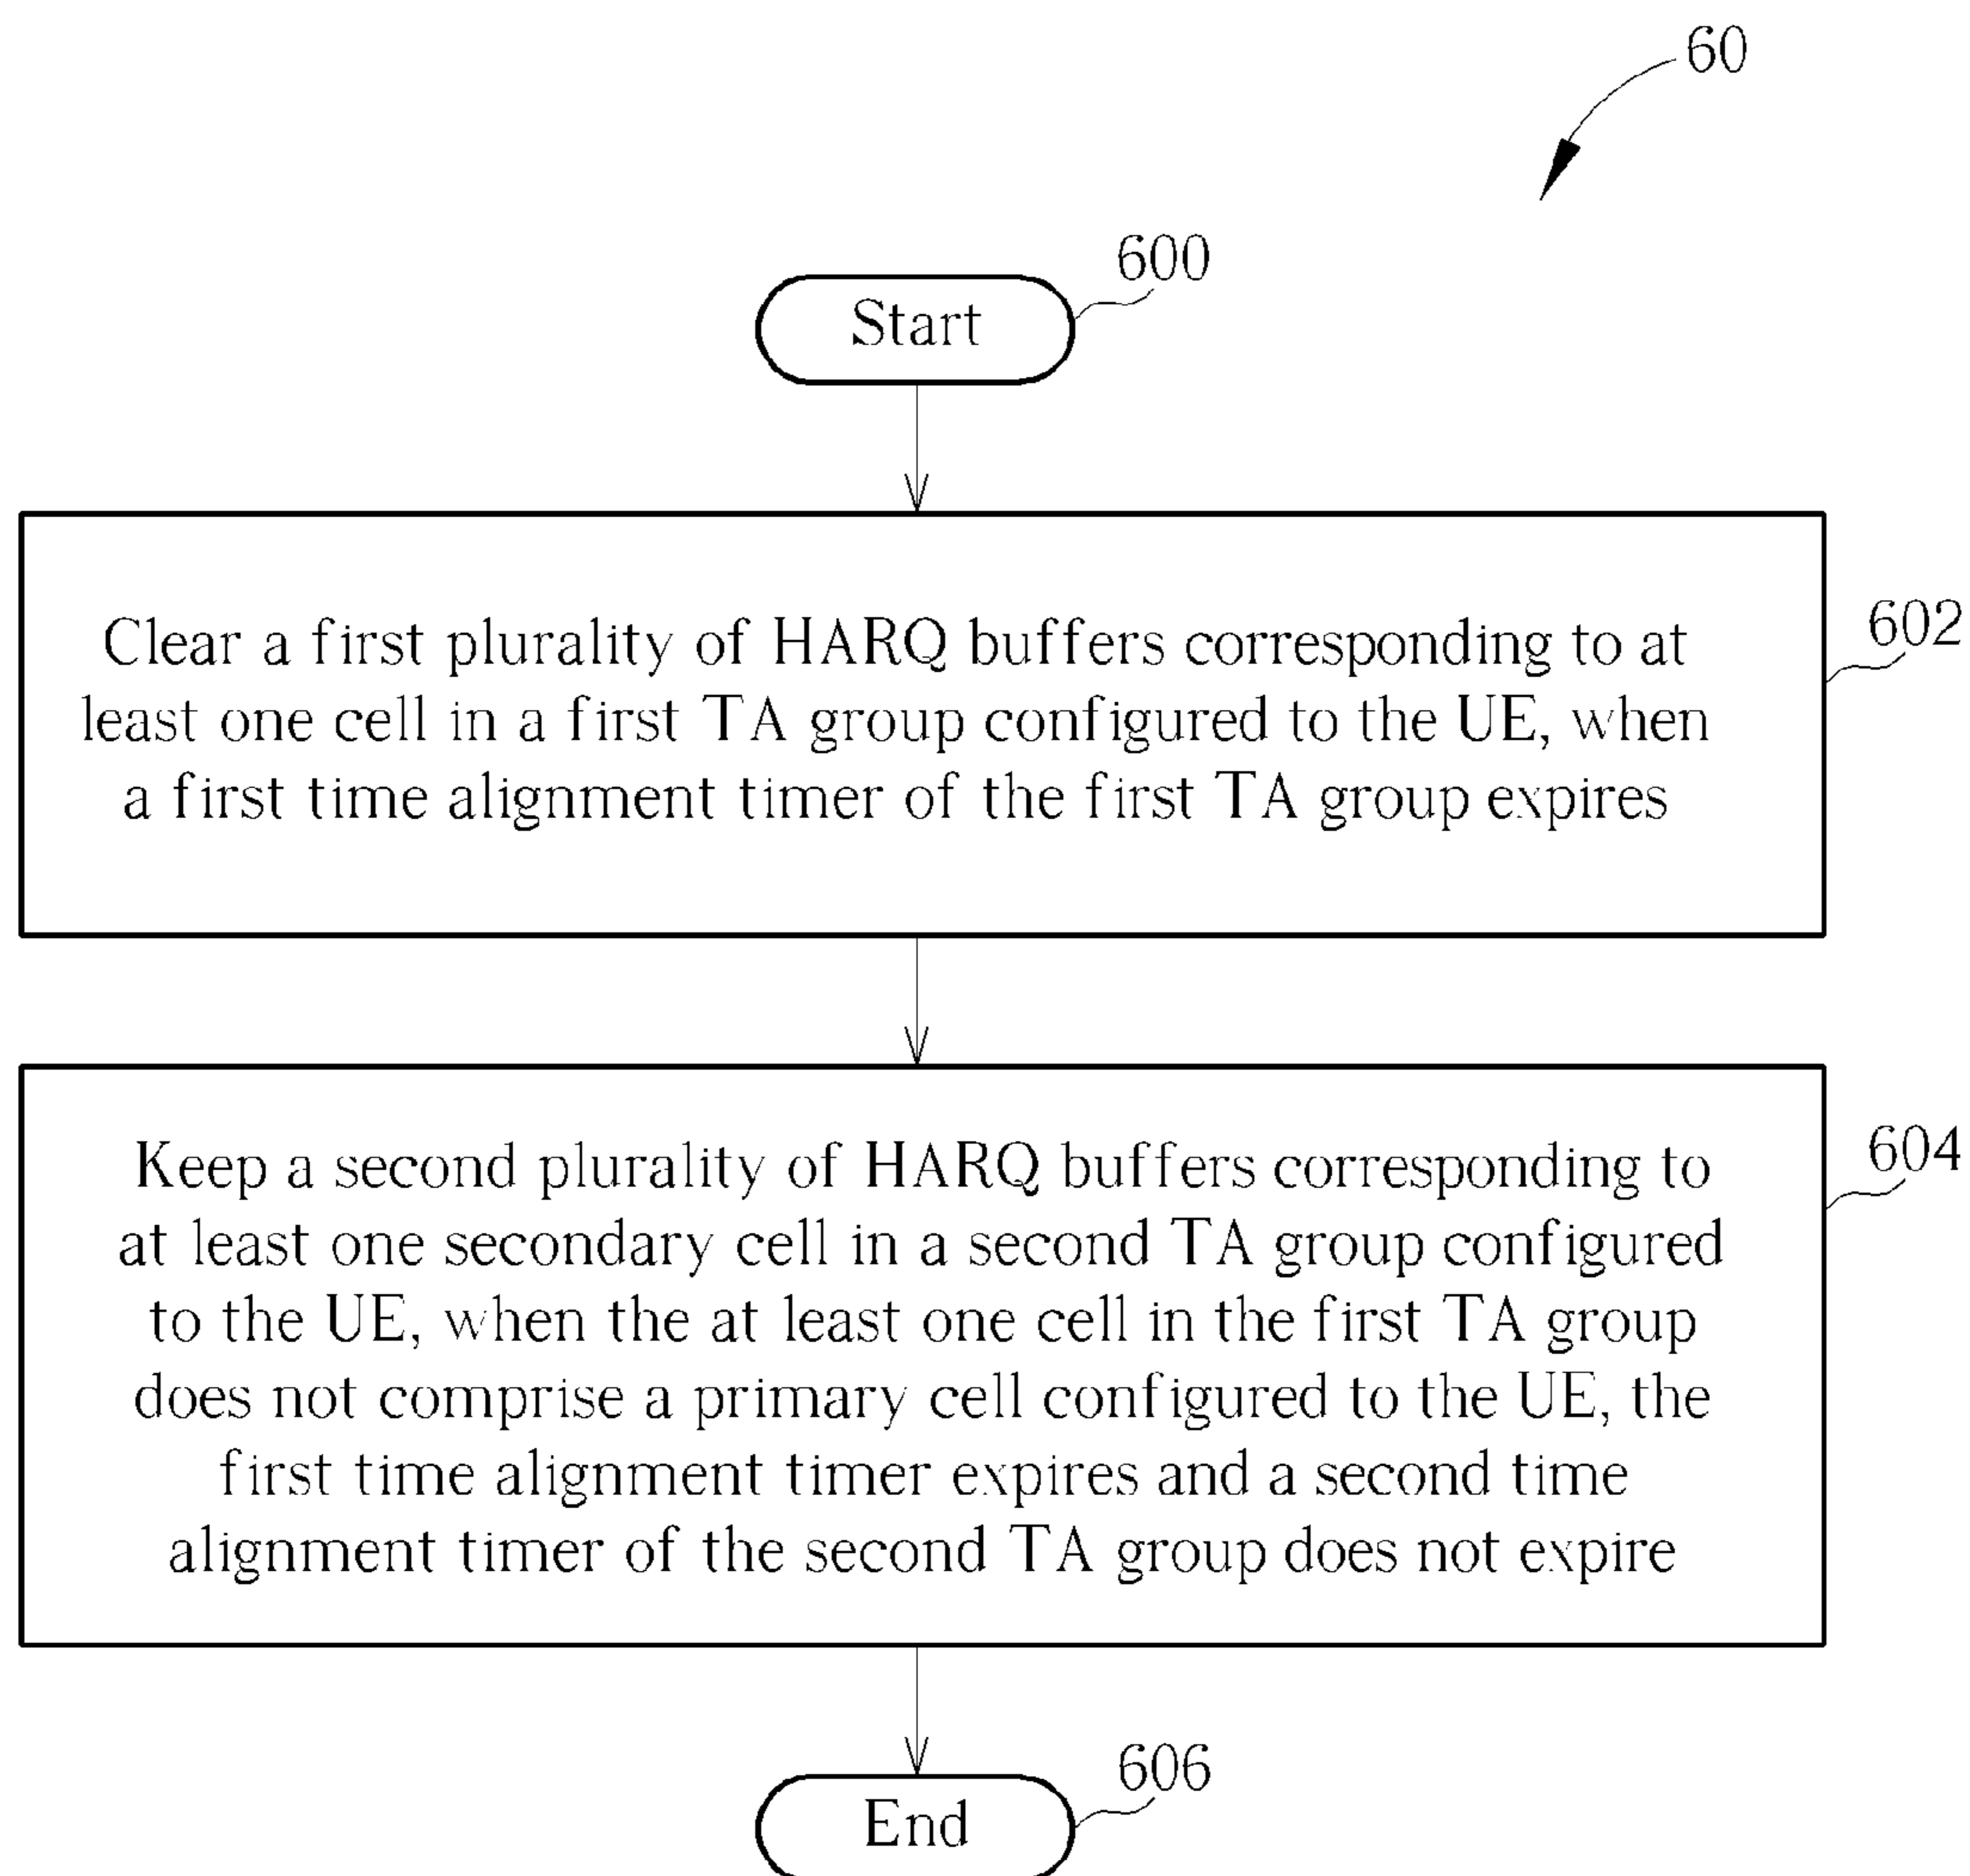 60
600
Start
602
Clear a first plurality of HARQ buffers corresponding to at
least one cell in a first TA group configured to the UE, when
a first time alignment timer of the first TA group expires
604
Keep a second plurality of HARQ buffers corresponding to
at least one secondary cell in a second TA group configured
to the UE, when the at least one cell in the first TA group
does not comprise a primary cell configured to the UE, the
first time alignment timer expires and a second time
alignment timer of the second TA group does not expire
606
End